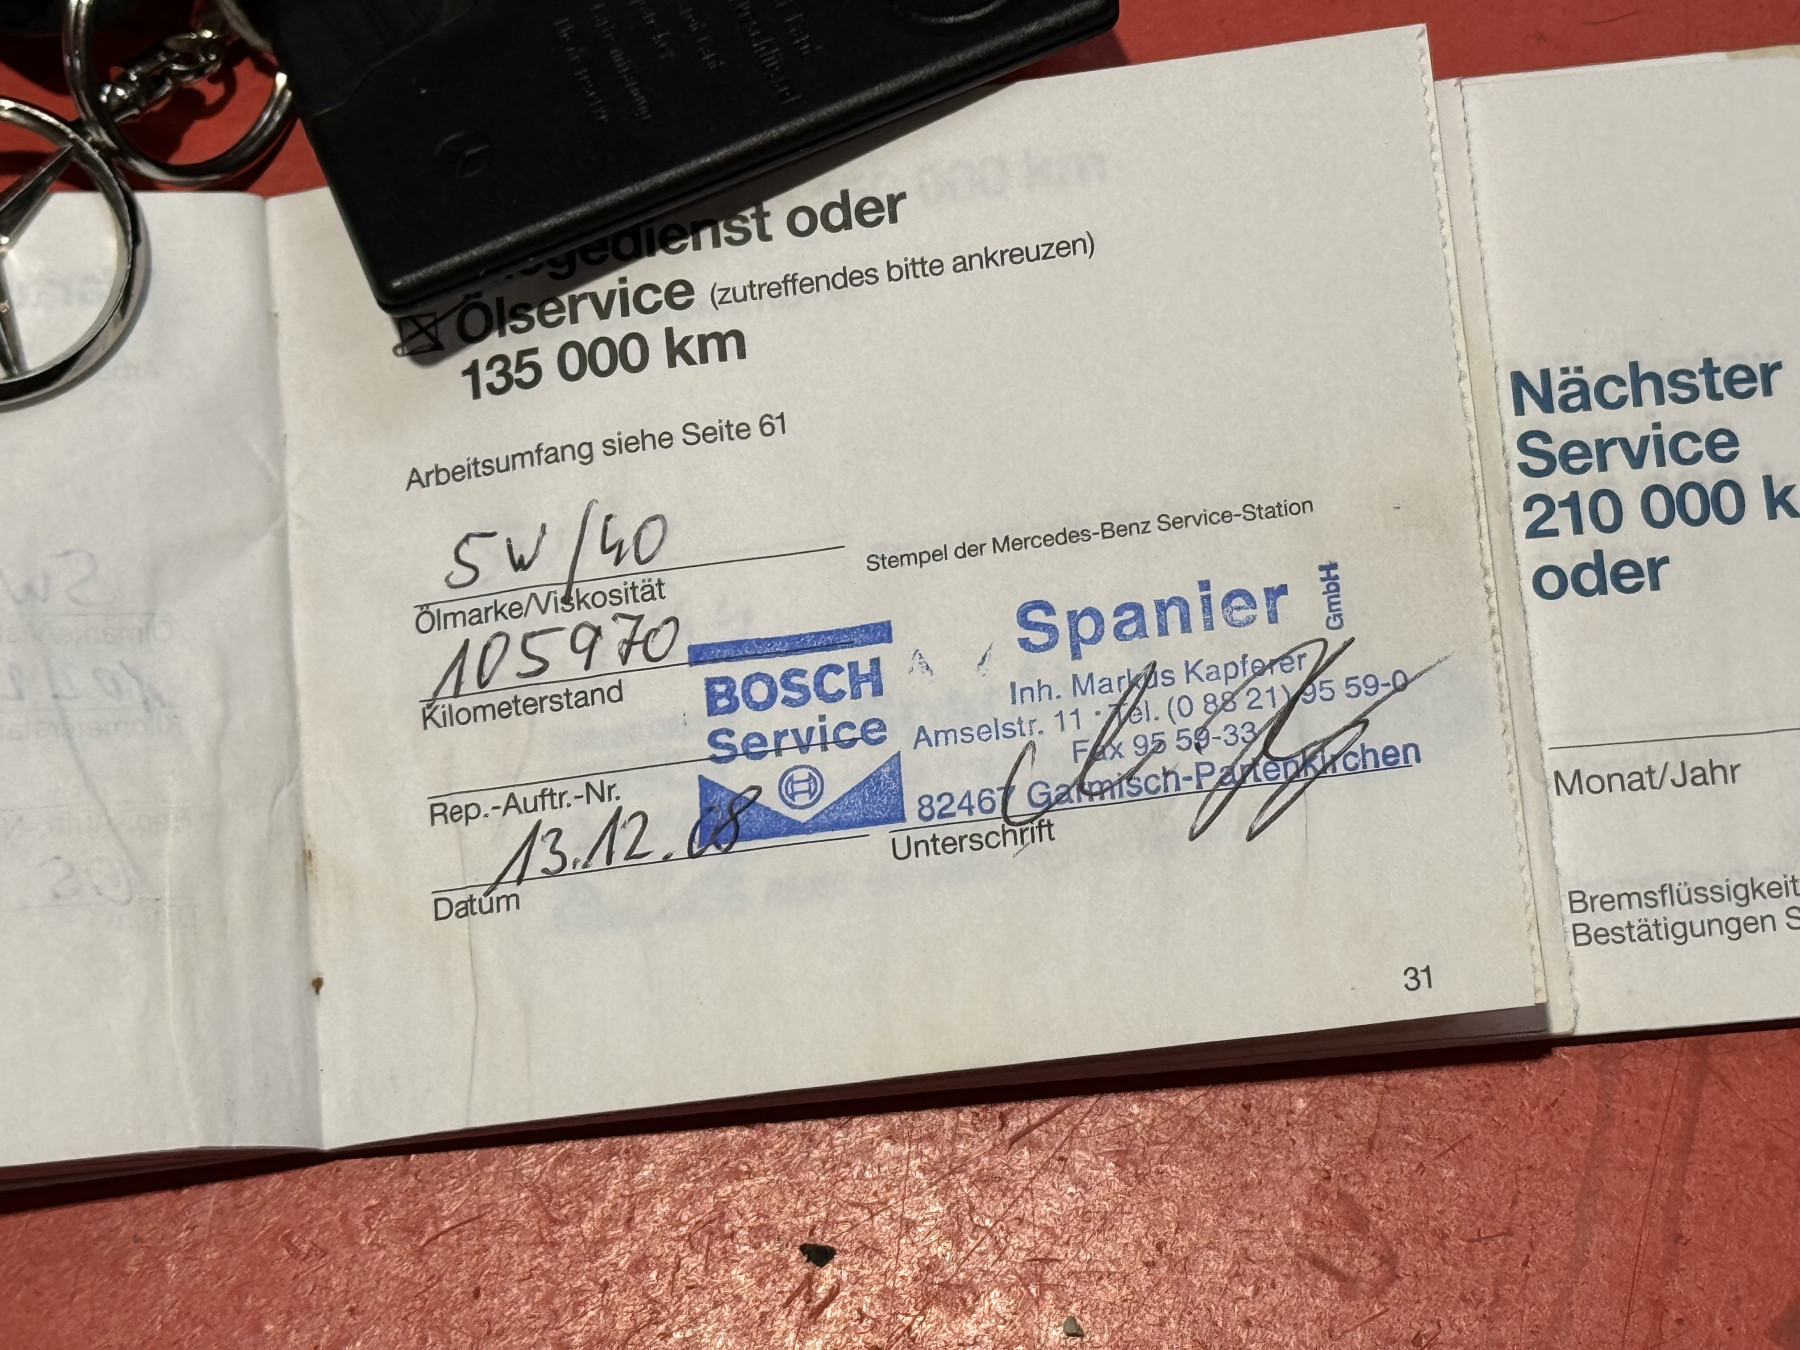 oder
Ölservice (zutreffendes bitte ankreuzen)
135 000 km
Arbeitsumfang siehe Seite 61
5W/40
Ölmarke/Viskosität
105970
Kilometerstand
Rep.-Auftr.-Nr.
13.12.08
Datum
Stempel der Mercedes-Benz Service-Station
BOSCH
Service
Spanier GmbH
Inh. Markus Kapferer
Amselstr. 11 · Tel. (0 88 21) 95 59-0
Fax 95 59-33
82467 Garmisch-Partenkirchen
Unterschrift
31
Nächster
Service
210 000 k
oder
Monat/Jahr
Bremsflüssigkeit
Bestätigungen S